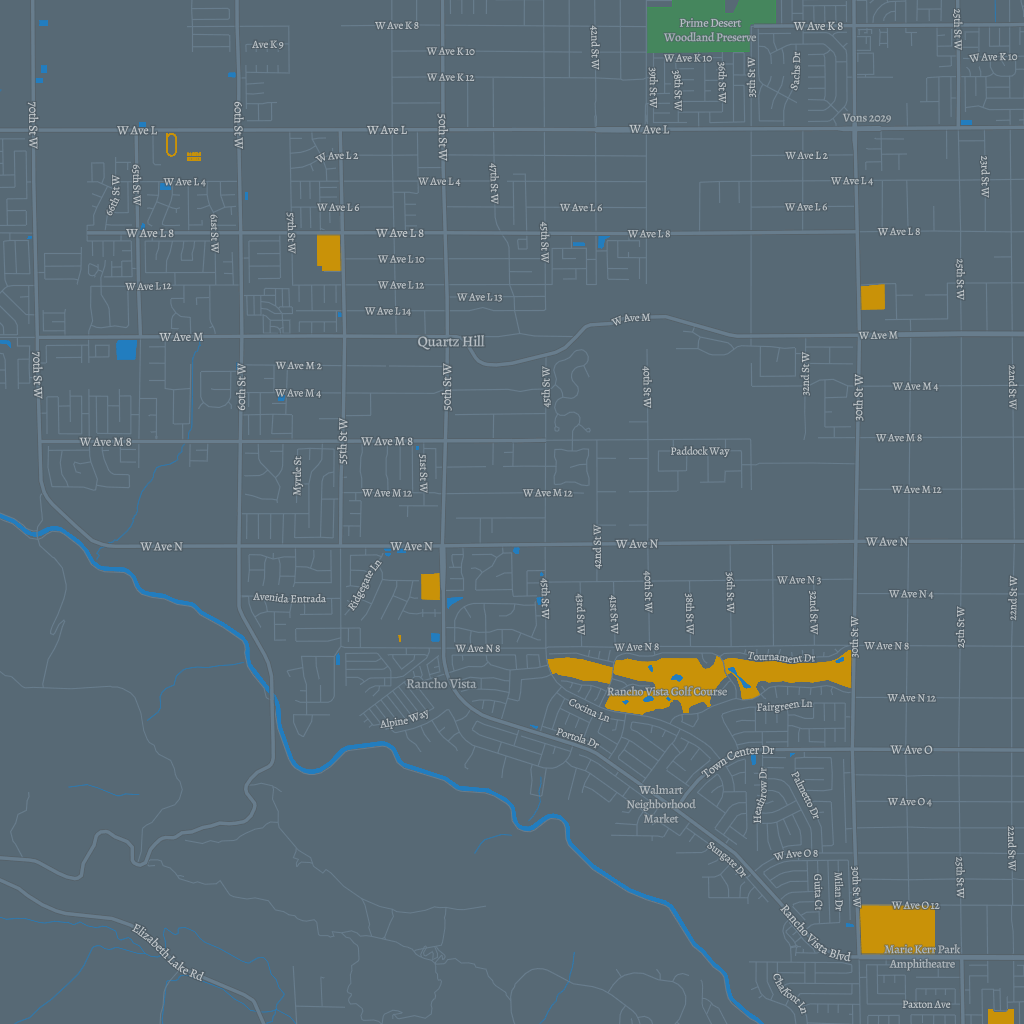 W Ave K 8
42nd St W
Prime Desert
Woodland Preserve
W Ave K 8
25th St W
Ave K 9
W Ave K 10
W Ave K 10
W Ave K 10
W Ave K 12
39th St W
38th St W
36th St W
35th St W
Sachs Dr
70th St W
60th St W
50th St W
Vons 2029
W Ave L
W Ave L
W Ave L
W Ave L 2
W Ave L 2
65th St W
66th St W
W Ave L 4
W Ave L 4
47th St W
W Ave L 4
23rd St W
61st St W
57th St W
W Ave L 6
W Ave L 6
W Ave L 6
W Ave L 8
W Ave L 8
45th St W
W Ave L 8
W Ave L 8
W Ave L 10
25th St W
W Ave L 12
W Ave L 12
W Ave L 13
W Ave L 14
W Ave M
W Ave M
Quartz Hill
W Ave M
70th St W
60th St W
W Ave M 2
50th St W
45th St W
40th St W
32nd St W
30th St W
22nd St W
W Ave M 4
W Ave M 4
W Ave M 8
55th St W
W Ave M 8
W Ave M 8
Paddock Way
Myrtle St
51st St W
W Ave M 12
W Ave M 12
W Ave M 12
W Ave N
W Ave N
42nd St W
W Ave N
W Ave N
Ridgegate Ln
W Ave N 3
Avenida Entrada
45th St W
43rd St W
41st St W
40th St W
38th St W
36th St W
32nd St W
W Ave N 4
22nd St W
25th St W
30th St W
W Ave N 8
W Ave N 8
W Ave N 8
Tournament Dr
Rancho Vista
Rancho Vista Golf Course
W Ave N 12
Cocina Ln
Fairgreen Ln
Alpine Way
Portola Dr
Town Center Dr
W Ave O
Walmart
Neighborhood
Market
Heathrow Dr
Palmetto Dr
W Ave O 4
22nd St W
Sungate Dr
W Ave O 8
25th St W
Guita Ct
Milan Dr
30th St W
W Ave O 12
Rancho Vista Blvd
Marie Kerr Park
Amphitheatre
Elizabeth Lake Rd
Chalfont Ln
Paxton Ave